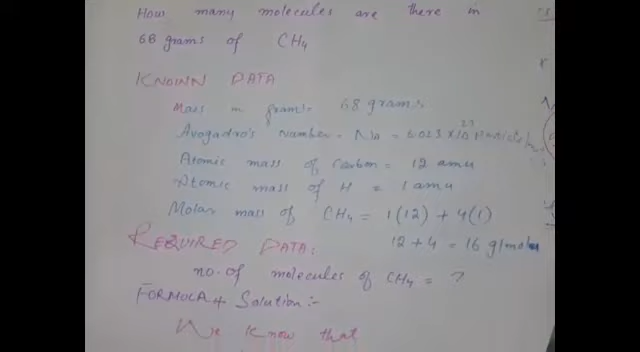 How many molecules are there in
68 grams of CH4
KNOWN DATA
Mass in grams = 68 grams
Avogadro's Number = Na = 6.023 × 10^23
Atomic mass of Carbon = 12 amu
Atomic mass of H = 1 amu
Molar mass of CH4 = 1(12) + 4(1)
12 + 4 = 16 g/mole
REQUIRED DATA:
no. of molecules of CH4 = ?
FORMULA + Solution:-
We know that